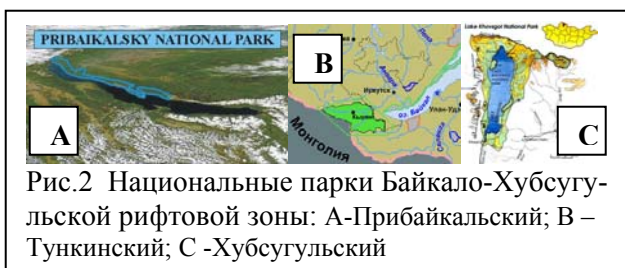 PRIBAIKALSKY NATIONAL PARK
Lake Khovsgol National Park
A
B
C
Иркутск
Кырен
оз. Байкал
Улан-Удэ
Монголия
Рис.2 Национальные парки Байкало-Хубсугу-
льской рифтовой зоны: А-Прибайкальский; В –
Тункинский; С -Хубсугульский